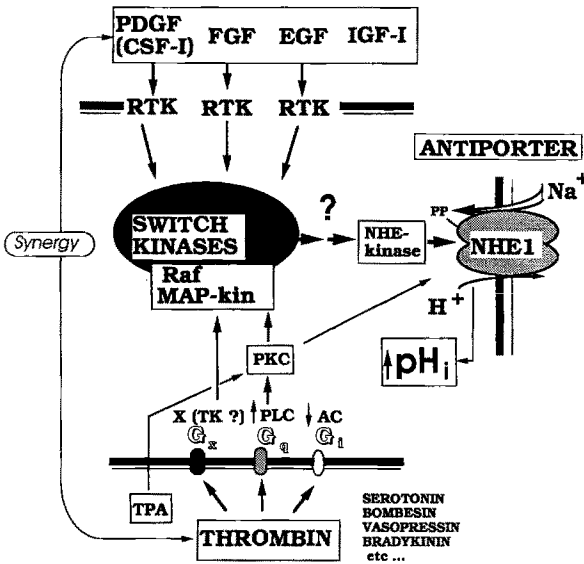 PDGF FGF EGF IGF-I
(CSF-I)
RTK RTK RTK
ANTIPORTER
Na+
?
PP
Synergy
SWITCH
KINASES
NHE-
kinase
NHE1
Raf
MAP-kin
H+
PKC
pHi
X (TK ?) PLC AC
Gx Gq Gi
TPA
THROMBIN
SEROTONIN
BOMBESIN
VASOPRESSIN
BRADYKININ
etc ...